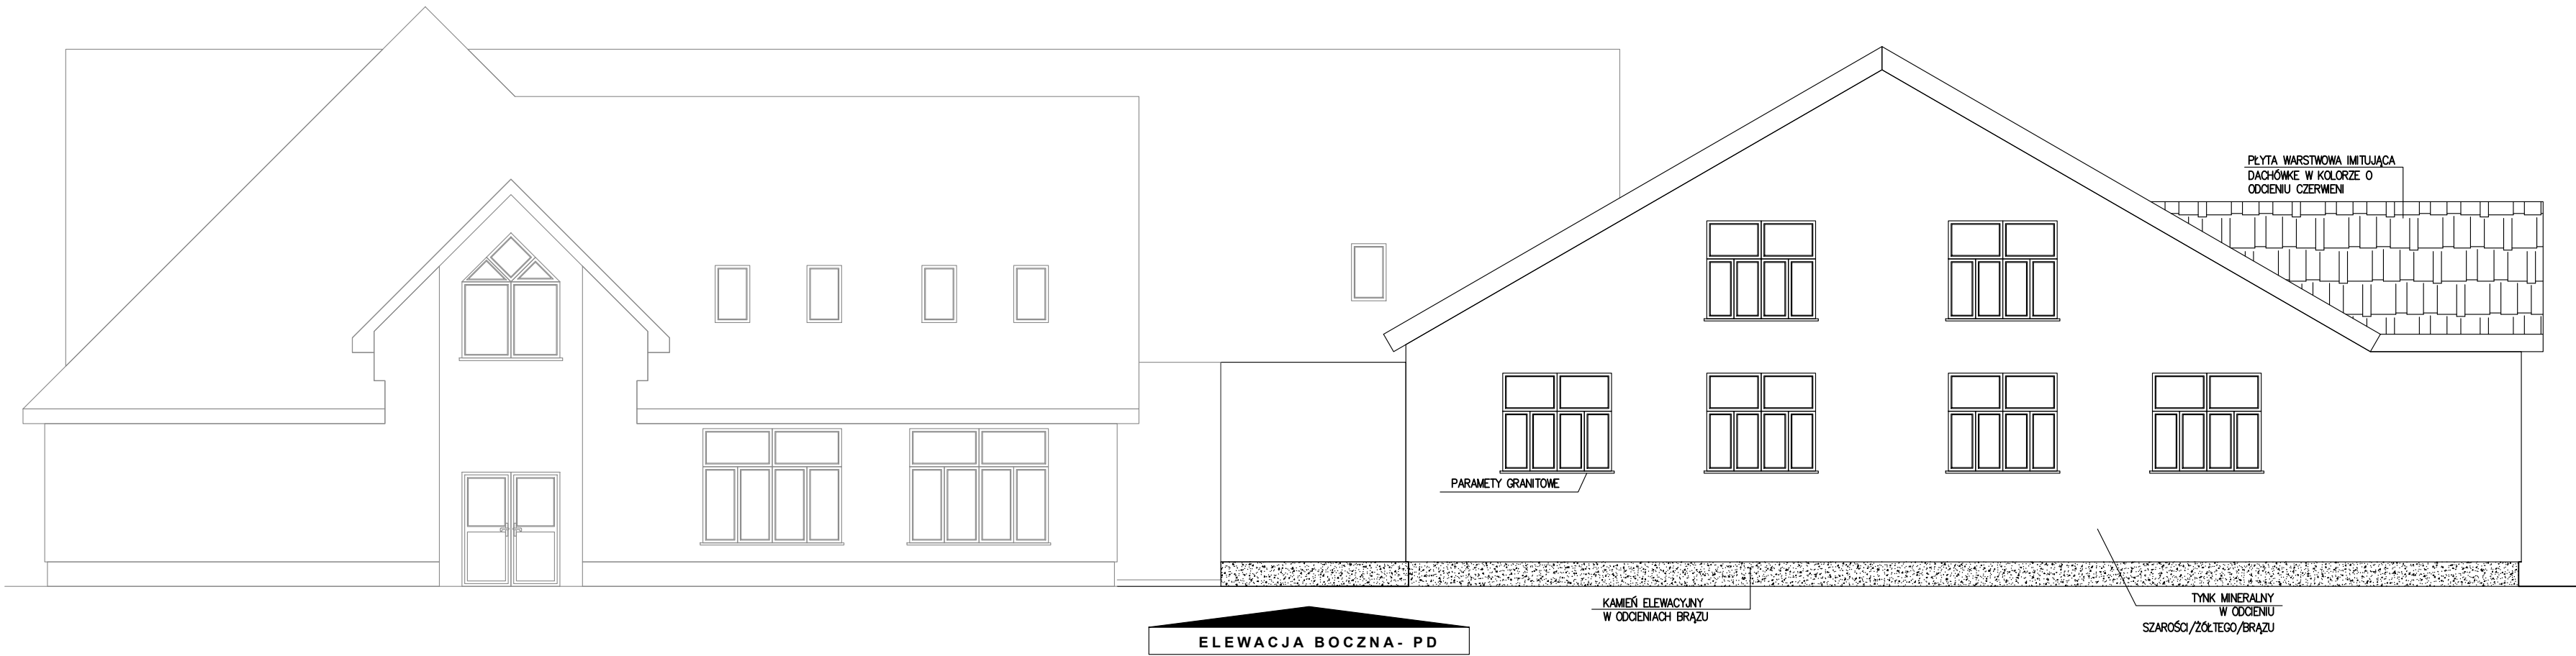 PŁYTA WARSTWOWA IMITUJĄCA
DACHÓWKE W KOLORZE O
ODCIENIU CZERWIENI
PARAMETY GRANITOWE
KAMIEŃ ELEWACYJNY
W ODCIENIACH BRĄZU
TYNK MINERALNY
W ODCIENIU
SZAROŚCI/ŻÓŁTEGO/BRĄZU
ELEWACJA BOCZNA- PD